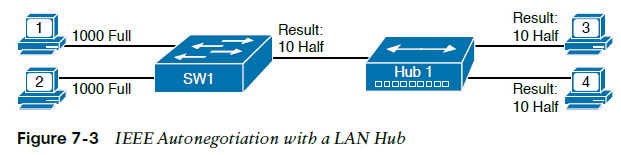 1
1000 Full
2
1000 Full
SW1
Result:
10 Half
Hub 1
Result:
10 Half
3
Result:
10 Half
4
Figure 7-3 IEEE Autonegotiation with a LAN Hub